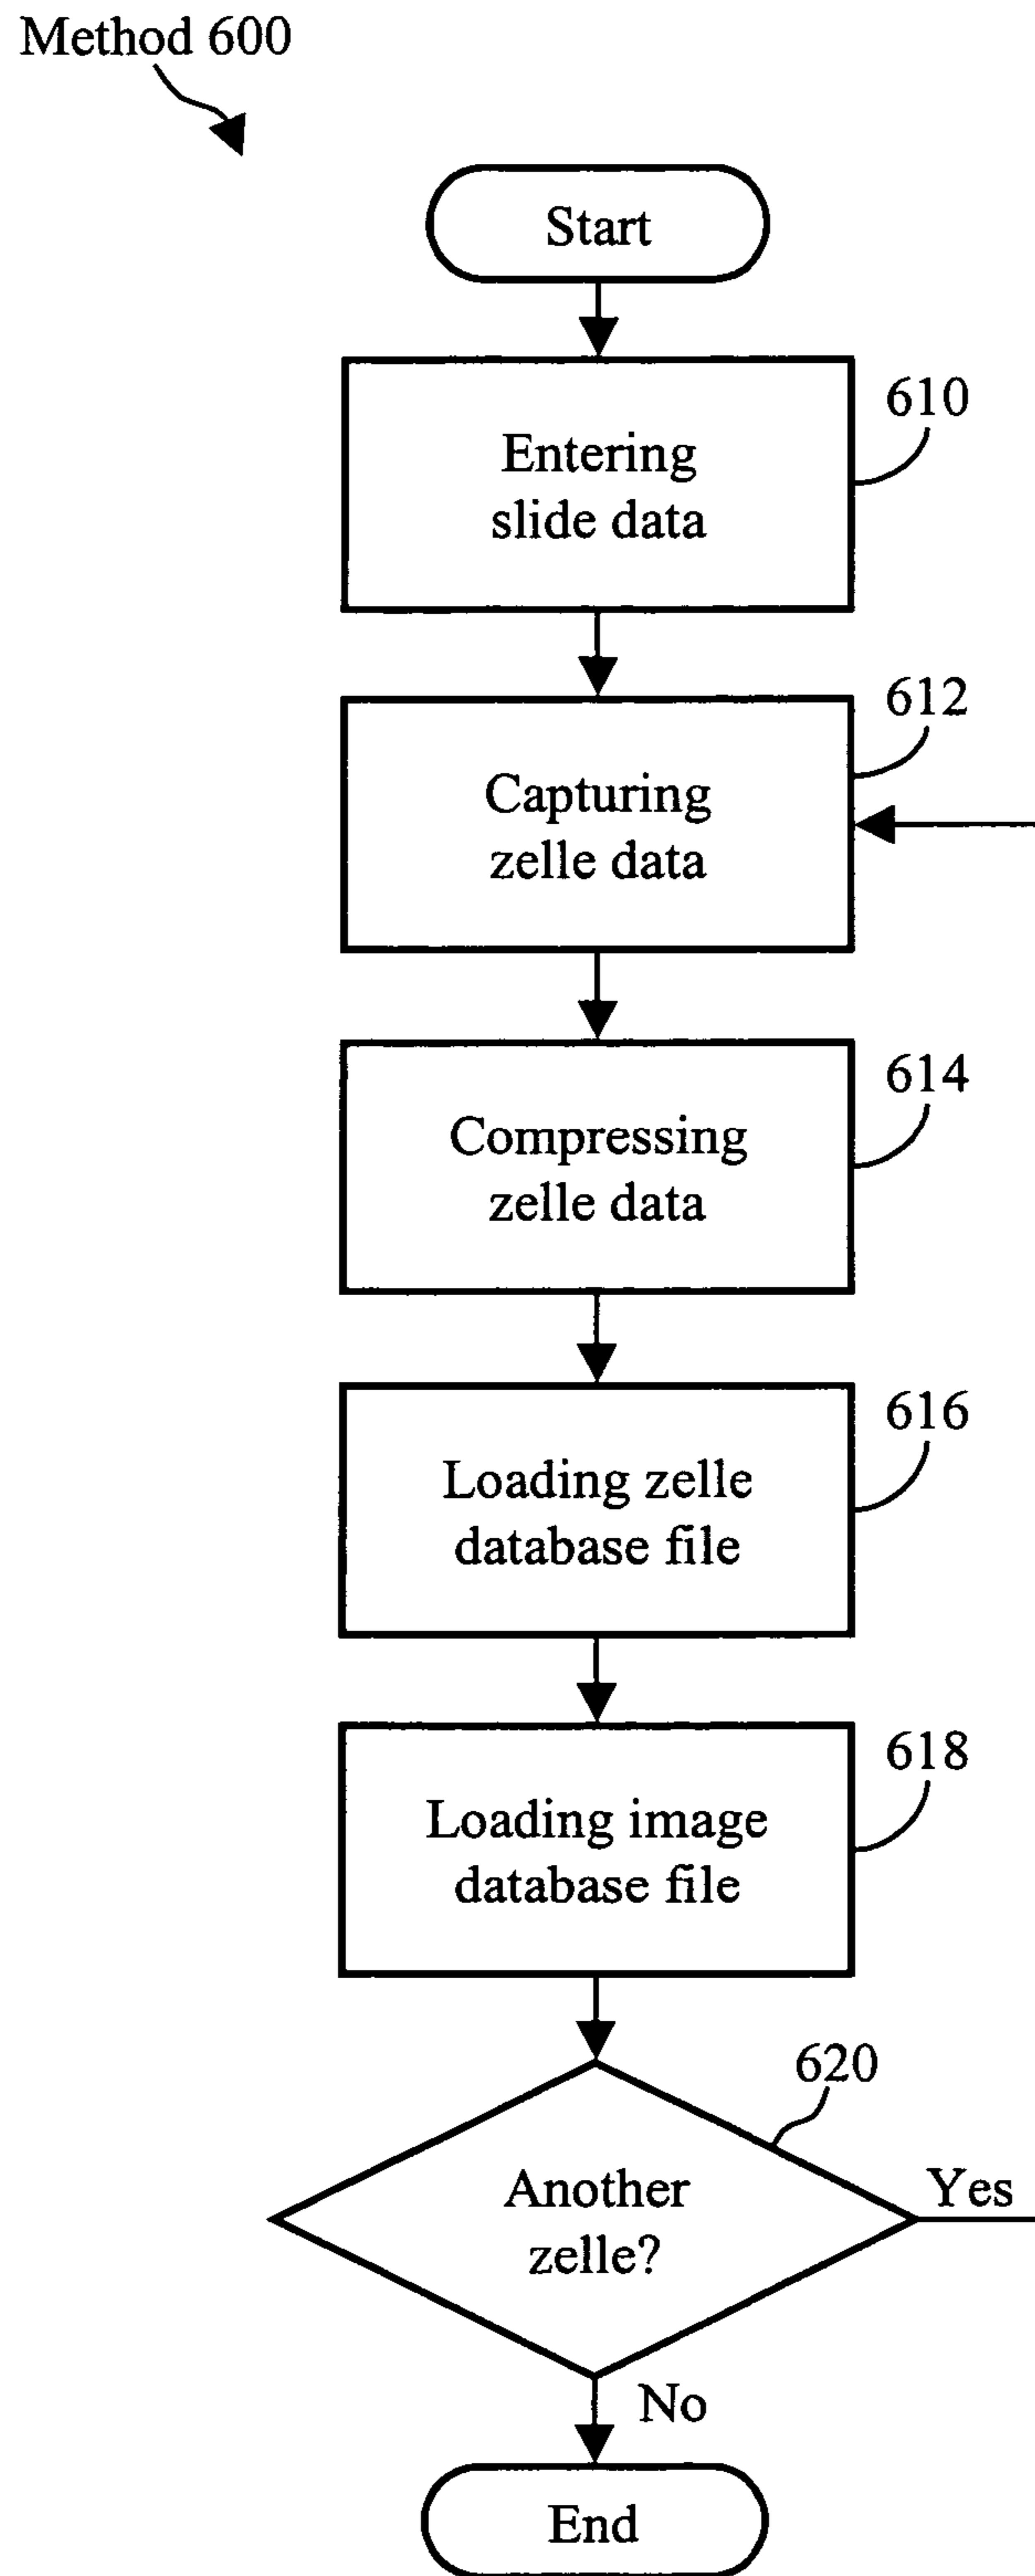 Method 600
Start
610
Entering
slide data
612
Capturing
zelle data
614
Compressing
zelle data
616
Loading zelle
database file
618
Loading image
database file
620
Another
zelle?
Yes
No
End